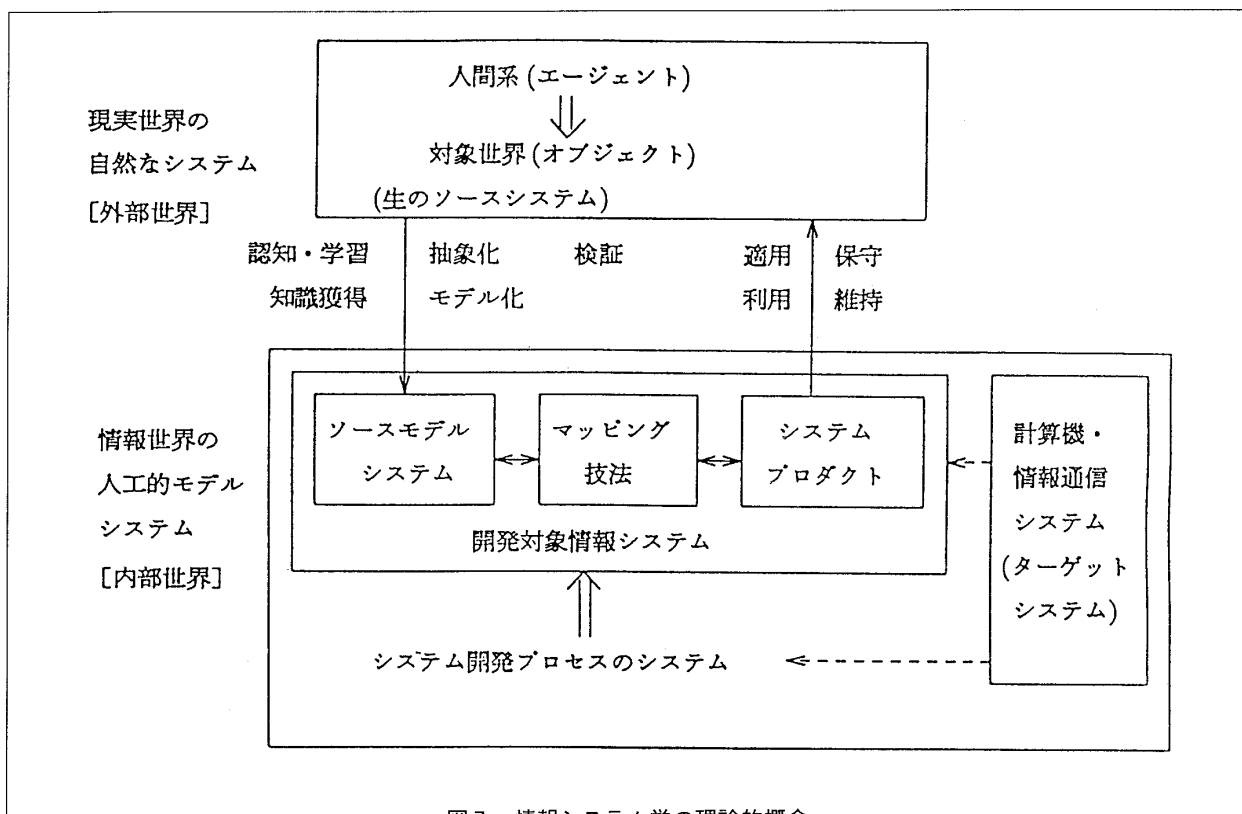 人間系(エージェント)
現実世界の
自然なシステム
[外部世界]
対象世界(オブジェクト)
(生のソースシステム)
認知・学習 抽象化 検証 適用 保守
知識獲得 モデル化 利用 維持
情報世界の
人工的モデル
システム
[内部世界]
ソースモデル
システム
マッピング
技法
システム
プロダクト
開発対象情報システム
システム開発プロセスのシステム
計算機・
情報通信
システム
(ターゲット
システム)